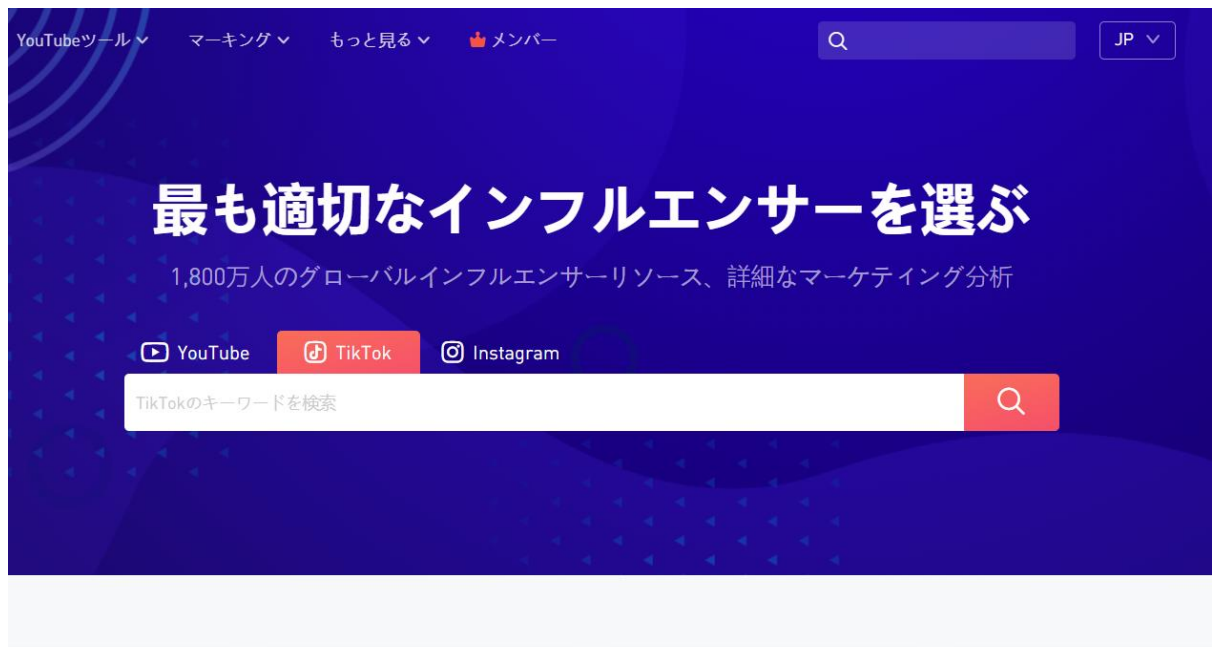 YouTubeツール マーキング もっと見る メンバー JP
最も適切なインフルエンサーを選ぶ
1,800万人のグローバルインフルエンサーリソース、詳細なマーケティング分析
YouTube TikTok Instagram
TikTokのキーワードを検索